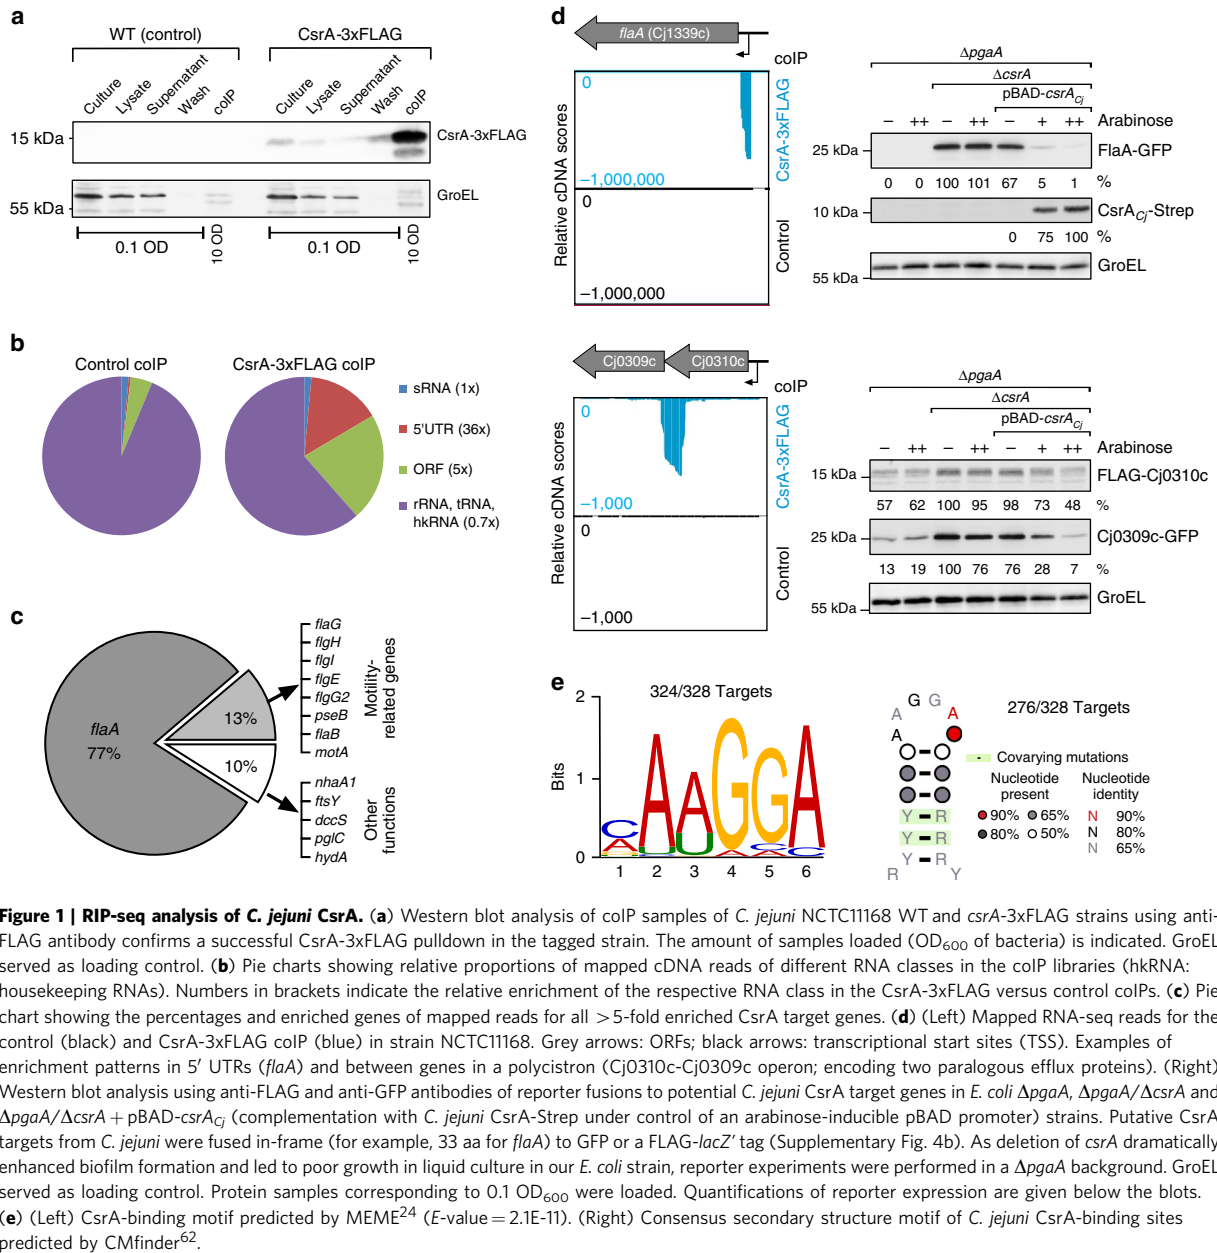 a
WT (control)
CsrA-3xFLAG
Culture
Lysate
Supernatant
Wash
coIP
Culture
Lysate
Supernatant
Wash
coIP
15 kDa
CsrA-3xFLAG
55 kDa
GroEL
0.1 OD
10 OD
0.1 OD
10 OD
b
Control coIP
CsrA-3xFLAG coIP
sRNA (1x)
5'UTR (36x)
ORF (5x)
rRNA, tRNA,
hkRNA (0.7x)
c
flaA
77%
13%
10%
flaG
flgH
flgI
flgE
flgG2
pseB
flaB
motA
Motility-
related genes
nhaA1
ftsY
dccS
pglC
hydA
Other
functions
d
flaA (Cj1339c)
coIP
Relative cDNA scores
0
−1,000,000
CsrA-3xFLAG
0
−1,000,000
Control
ΔpgaA
ΔcsrA
pBAD-csrACj
− ++ − ++ − + ++ Arabinose
25 kDa
FlaA-GFP
0 0 100 101 67 5 1 %
10 kDa
CsrACj-Strep
0 75 100 %
55 kDa
GroEL
Cj0309c
Cj0310c
coIP
Relative cDNA scores
0
−1,000
CsrA-3xFLAG
0
−1,000
Control
ΔpgaA
ΔcsrA
pBAD-csrACj
− ++ − ++ − + ++ Arabinose
15 kDa
FLAG-Cj0310c
57 62 100 95 98 73 48 %
25 kDa
Cj0309c-GFP
13 19 100 76 76 28 7 %
55 kDa
GroEL
e
324/328 Targets
Bits
2
1
0
C A A G G A
A U U A C C
1 2 3 4 5 6
G G
A A
A
276/328 Targets
Y R
Y R
Y R
R Y
- Covarying mutations
Nucleotide
present
90% 65%
80% 50%
Nucleotide
identity
N 90%
N 80%
N 65%
Figure 1 | RIP-seq analysis of C. jejuni CsrA. (a) Western blot analysis of coIP samples of C. jejuni NCTC11168 WT and csrA-3xFLAG strains using anti-
FLAG antibody confirms a successful CsrA-3xFLAG pulldown in the tagged strain. The amount of samples loaded (OD600 of bacteria) is indicated. GroEL
served as loading control. (b) Pie charts showing relative proportions of mapped cDNA reads of different RNA classes in the coIP libraries (hkRNA:
housekeeping RNAs). Numbers in brackets indicate the relative enrichment of the respective RNA class in the CsrA-3xFLAG versus control coIPs. (c) Pie
chart showing the percentages and enriched genes of mapped reads for all >5-fold enriched CsrA target genes. (d) (Left) Mapped RNA-seq reads for the
control (black) and CsrA-3xFLAG coIP (blue) in strain NCTC11168. Grey arrows: ORFs; black arrows: transcriptional start sites (TSS). Examples of
enrichment patterns in 5′ UTRs (flaA) and between genes in a polycistron (Cj0310c-Cj0309c operon; encoding two paralogous efflux proteins). (Right)
Western blot analysis using anti-FLAG and anti-GFP antibodies of reporter fusions to potential C. jejuni CsrA target genes in E. coli ΔpgaA, ΔpgaA/ΔcsrA and
ΔpgaA/ΔcsrA + pBAD-csrACj (complementation with C. jejuni CsrA-Strep under control of an arabinose-inducible pBAD promoter) strains. Putative CsrA
targets from C. jejuni were fused in-frame (for example, 33 aa for flaA) to GFP or a FLAG-lacZ′ tag (Supplementary Fig. 4b). As deletion of csrA dramatically
enhanced biofilm formation and led to poor growth in liquid culture in our E. coli strain, reporter experiments were performed in a ΔpgaA background. GroEL
served as loading control. Protein samples corresponding to 0.1 OD600 were loaded. Quantifications of reporter expression are given below the blots.
(e) (Left) CsrA-binding motif predicted by MEME24 (E-value = 2.1E-11). (Right) Consensus secondary structure motif of C. jejuni CsrA-binding sites
predicted by CMfinder62.